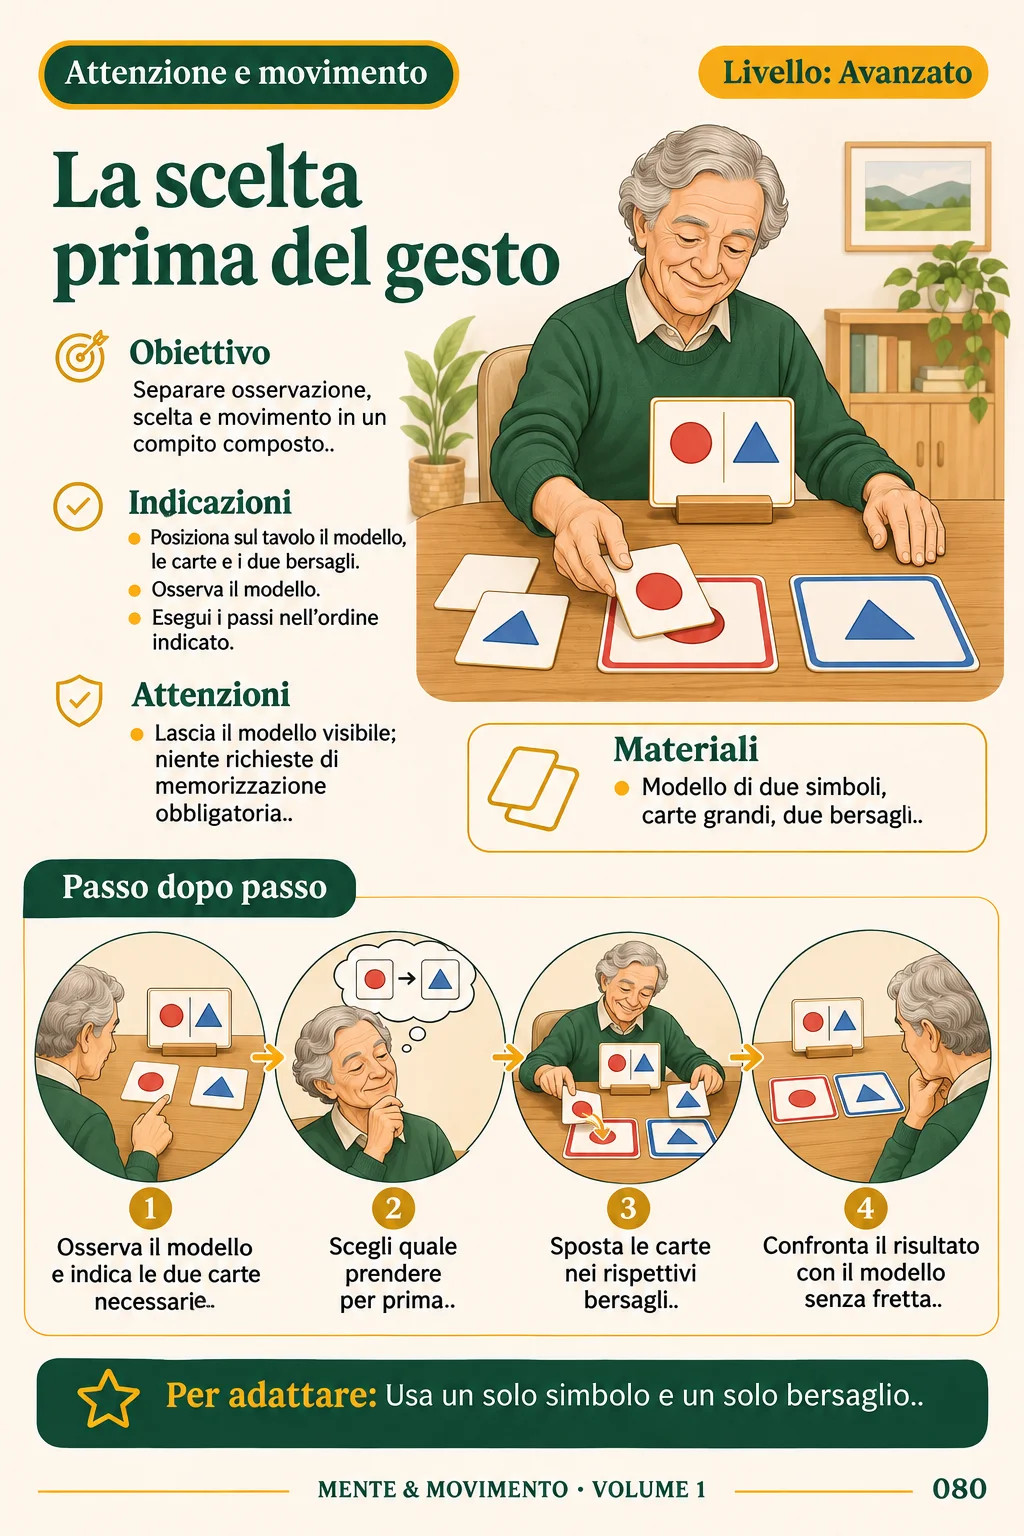 Attenzione e movimento
Livello: Avanzato
La scelta
prima del gesto
Obiettivo
Separare osservazione,
scelta e movimento in un
compito composto..
Indicazioni
Posiziona sul tavolo il modello,
le carte e i due bersagli.
Osserva il modello.
Esegui i passi nell'ordine
indicato.
Attenzioni
Lascia il modello visibile;
niente richieste di
memorizzazione
obbligatoria..
Materiali
Modello di due simboli,
carte grandi, due bersagli..
Passo dopo passo
1
Osserva il modello
e indica le due carte
necessarie..
2
Scegli quale
prendere
per prima..
3
Sposta le carte
nei rispettivi
bersagli..
4
Confronta il risultato
con il modello
senza fretta..
Per adattare: Usa un solo simbolo e un solo bersaglio..
MENTE & MOVIMENTO • VOLUME 1
080